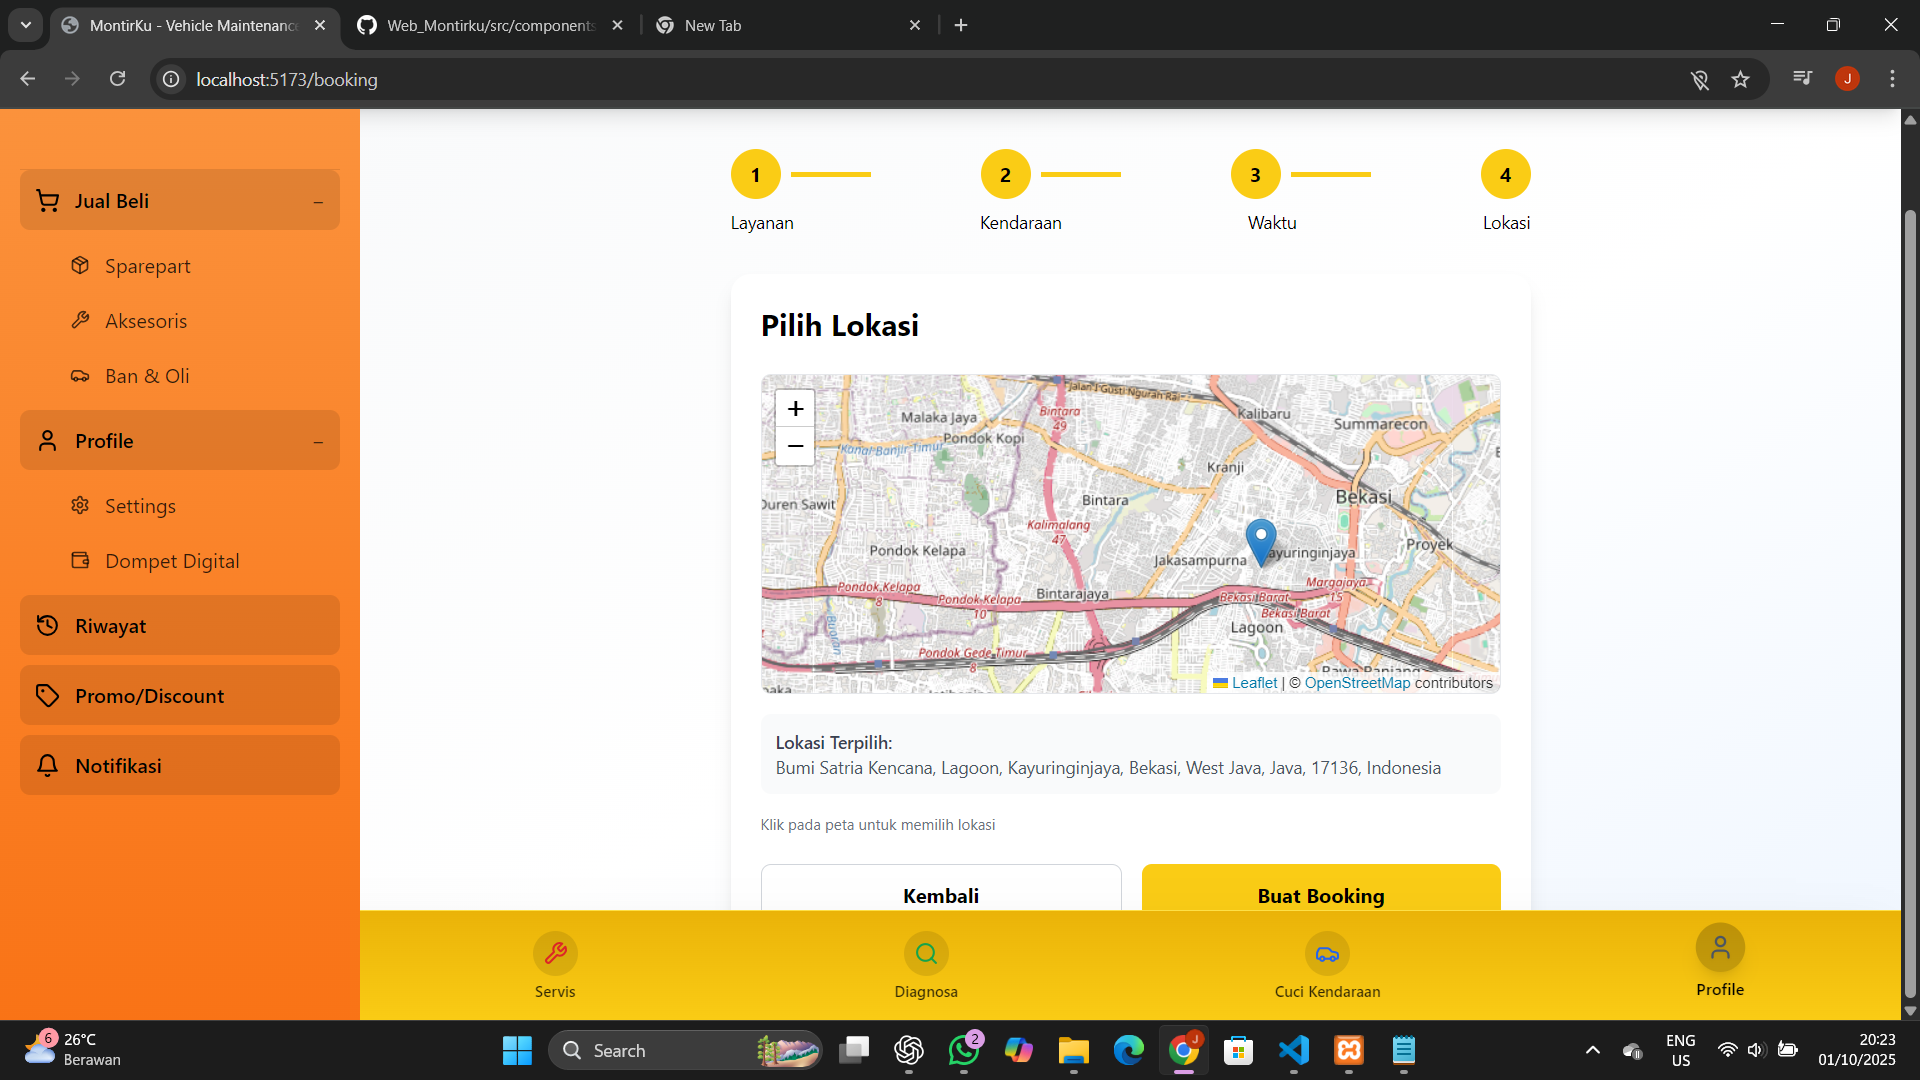 MontirKu - Vehicle Maintenance
Web_Montirku/src/components
New Tab
localhost:5173/booking
J
Jual Beli
Sparepart
Aksesoris
Ban & Oli
Profile
Settings
Dompet Digital
Riwayat
Promo/Discount
Notifikasi
1 2 3 4
Layanan Kendaraan Waktu Lokasi
Pilih Lokasi
+
−
Jalan I Gusti Ngurah Rai
Malaka Jaya
Bintara
49
Kalibaru
Summarecon
Pondok Kopi
Kanal Banjir Timur
Kranji
Duren Sawit
Bintara
Bekasi
Kalimalang
47
Pondok Kelapa
Jakasampurna
Kayuringinjaya
Proyek
Pondok Kelapa
8
Pondok Kelapa
10
Bintarajaya
Margajaya
15
Bekasi Barat
Bekasi Barat
Buaran
Lagoon
Pondok Gede Timur
8
Rawa Panjang
Leaflet | © OpenStreetMap contributors
Lokasi Terpilih:
Bumi Satria Kencana, Lagoon, Kayuringinjaya, Bekasi, West Java, Java, 17136, Indonesia
Klik pada peta untuk memilih lokasi
Kembali
Buat Booking
Servis
Diagnosa
Cuci Kendaraan
Profile
6
26°C
Berawan
Search
2
J
ENG
US
20:23
01/10/2025